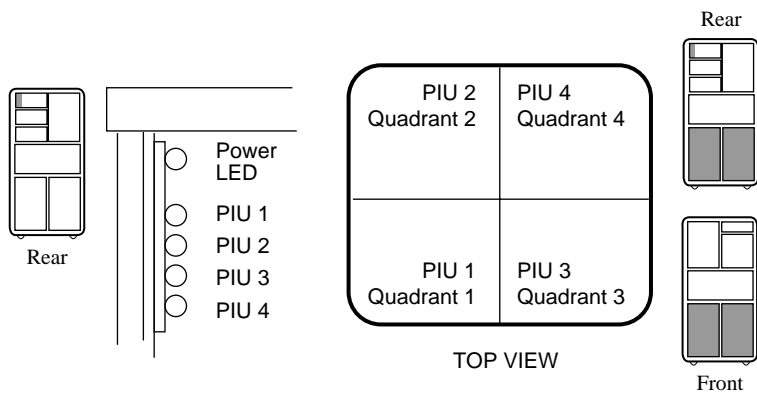 Rear
Power
LED
PIU 1
PIU 2
PIU 3
PIU 4
PIU 2
Quadrant 2
PIU 4
Quadrant 4
PIU 1
Quadrant 1
PIU 3
Quadrant 3
TOP VIEW
Rear
Front